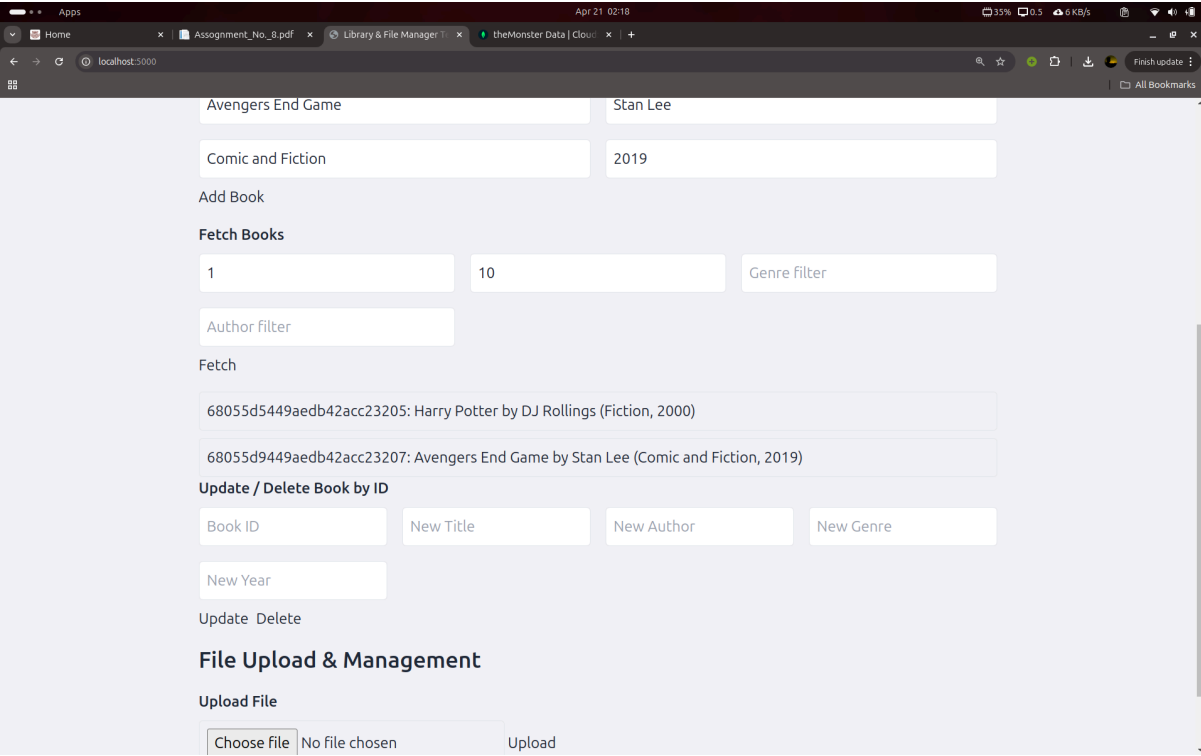 Apps Apr 21 02:18 35% 0.5 6 KB/s
Home Assognment_No._8.pdf Library & File Manager T theMonster Data | Cloud
localhost:5000 Finish update
All Bookmarks
Avengers End Game Stan Lee
Comic and Fiction 2019
Add Book
Fetch Books
1 10 Genre filter
Author filter
Fetch
68055d5449aedb42acc23205: Harry Potter by DJ Rollings (Fiction, 2000)
68055d9449aedb42acc23207: Avengers End Game by Stan Lee (Comic and Fiction, 2019)
Update / Delete Book by ID
Book ID New Title New Author New Genre
New Year
Update Delete
File Upload & Management
Upload File
Choose file No file chosen Upload